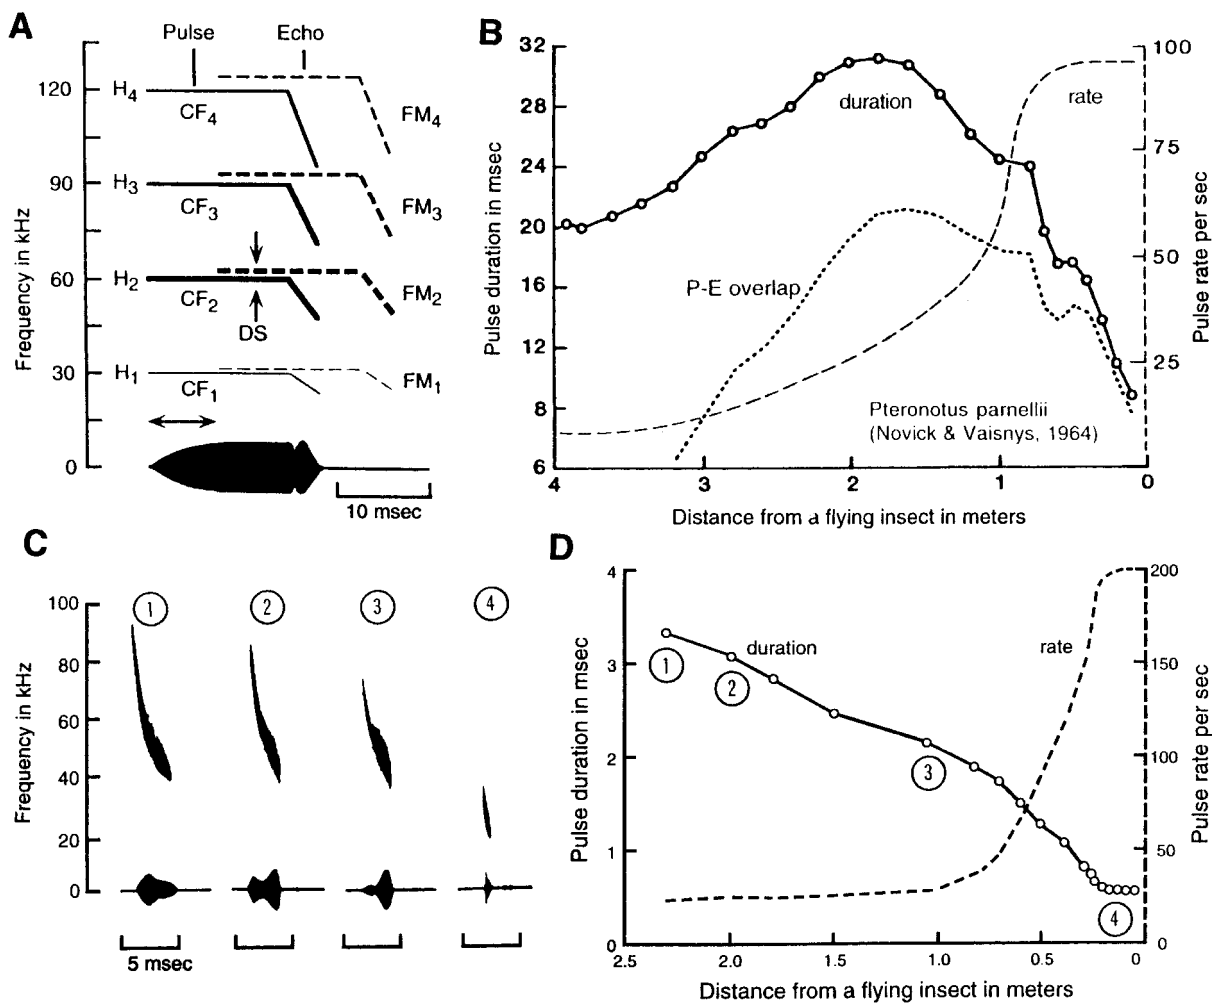 A
Pulse
Echo
Frequency in kHz
120
90
60
30
0
H4
CF4
FM4
H3
CF3
FM3
H2
CF2
FM2
DS
H1
CF1
FM1
10 msec
B
Pulse duration in msec
32
28
24
20
16
12
8
6
4
3
2
1
0
duration
rate
P-E overlap
Pteronotus parnellii
(Novick & Vaisnys, 1964)
100
75
50
25
0
Pulse rate per sec
Distance from a flying insect in meters
C
Frequency in kHz
100
80
60
40
20
0
1
2
3
4
5 msec
D
Pulse duration in msec
4
3
2
1
0
duration
rate
1
2
3
4
200
150
100
50
0
Pulse rate per sec
2.5
2.0
1.5
1.0
0.5
0
Distance from a flying insect in meters